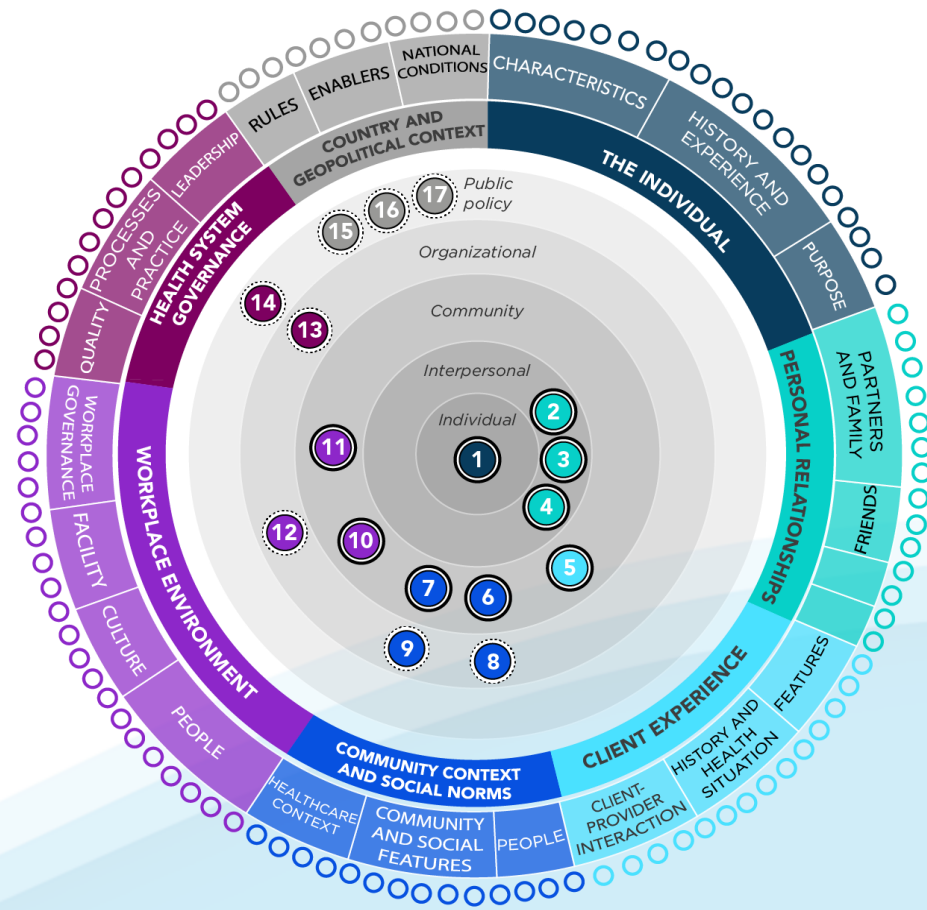 NATIONAL
CONDITIONS
ENABLERS
RULES
COUNTRY AND
GEOPOLITICAL CONTEXT
CHARACTERISTICS
HISTORY AND
EXPERIENCE
PURPOSE
THE INDIVIDUAL
PARTNERS
AND FAMILY
FRIENDS
PERSONAL RELATIONSHIPS
FEATURES
HISTORY AND
HEALTH
SITUATION
CLIENT-
PROVIDER
INTERACTION
CLIENT EXPERIENCE
PEOPLE
COMMUNITY
AND SOCIAL
FEATURES
HEALTHCARE
CONTEXT
COMMUNITY CONTEXT
AND SOCIAL NORMS
PEOPLE
CULTURE
FACILITY
WORKPLACE
GOVERNANCE
WORKPLACE ENVIRONMENT
QUALITY
PROCESSES
AND
PRACTICE
LEADERSHIP
HEALTH SYSTEM
GOVERNANCE
Public
policy
Organizational
Community
Interpersonal
Individual
1
2
3
4
5
6
7
8
9
10
11
12
13
14
15
16
17